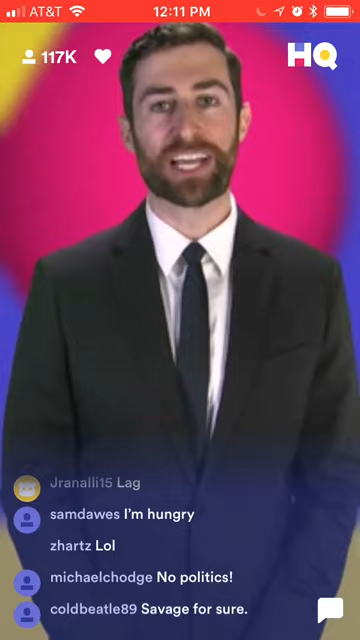 AT&T 12:11 PM
117K HQ
Jranalli15 Lag
samdawes I'm hungry
zhartz Lol
michaelchodge No politics!
coldbeatle89 Savage for sure.